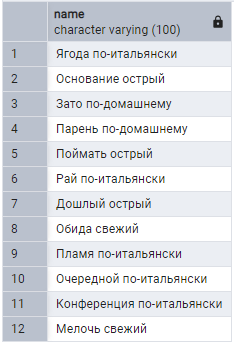 name
character varying (100)
1 Ягода по-итальянски
2 Основание острый
3 Зато по-домашнему
4 Парень по-домашнему
5 Поймать острый
6 Рай по-итальянски
7 Дошлый острый
8 Обида свежий
9 Пламя по-итальянски
10 Очередной по-итальянски
11 Конференция по-итальянски
12 Мелочь свежий